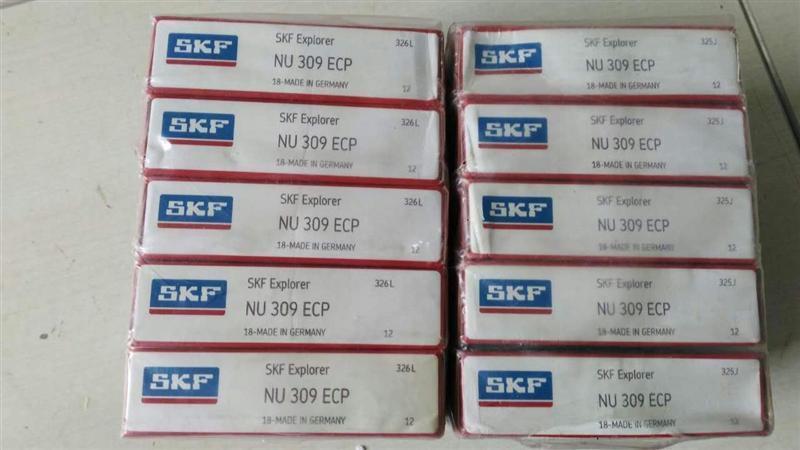 SKF
SKF Explorer 326L
NU 309 ECP
18-MADE IN GERMANY 12
SKF
SKF Explorer 326L
NU 309 ECP
18-MADE IN GERMANY 12
SKF
SKF Explorer 326L
NU 309 ECP
18-MADE IN GERMANY 12
SKF
SKF Explorer 326L
NU 309 ECP
18-MADE IN GERMANY 12
SKF
SKF Explorer 326L
NU 309 ECP
18-MADE IN GERMANY 12
SKF
SKF Explorer 325J
NU 309 ECP
18-MADE IN GERMANY 12
SKF
SKF Explorer 325J
NU 309 ECP
18-MADE IN GERMANY 12
SKF
SKF Explorer 325J
NU 309 ECP
18-MADE IN GERMANY 12
SKF
SKF Explorer 325J
NU 309 ECP
18-MADE IN GERMANY 12
SKF
SKF Explorer 325J
NU 309 ECP
18-MADE IN GERMANY 12